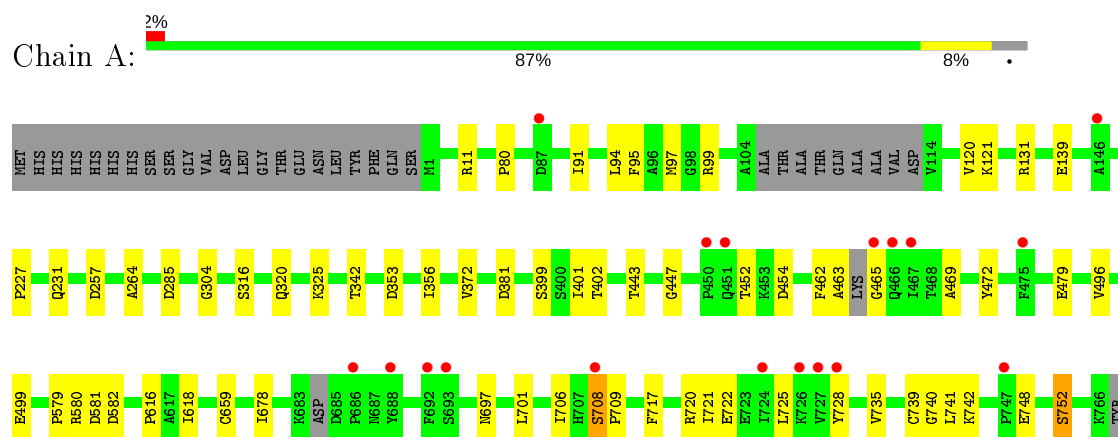 2%
Chain A:
87%
8%
MET HIS HIS HIS HIS HIS HIS SER SER GLY VAL ASP LEU GLY THR GLU ASN LEU TYR PHE GLN SER M1 R11 P80 D87 I91 L94 F95 A96 M97 G98 R99 A104 ALA THR ALA THR GLN ALA ALA VAL ASP V114 V120 K121 R131 E139 A146
P227 Q231 D257 A264 D285 G304 S316 Q320 K325 T342 D353 I356 V372 D381 S399 S400 I401 T402 T443 G447 P450 Q451 T452 K453 D454 F462 A463 LYS G465 Q466 I467 T468 A469 Y472 F475 E479 V496
E499 P579 R580 D581 D582 P616 A617 I618 C659 I678 K683 ASP D685 P686 N687 Y688 F692 S693 N697 L701 I706 H707 S708 P709 F717 R720 I721 E722 E723 I724 L725 K726 V727 Y728 V735 C739 G740 L741 K742 P747 E748 S752 K766